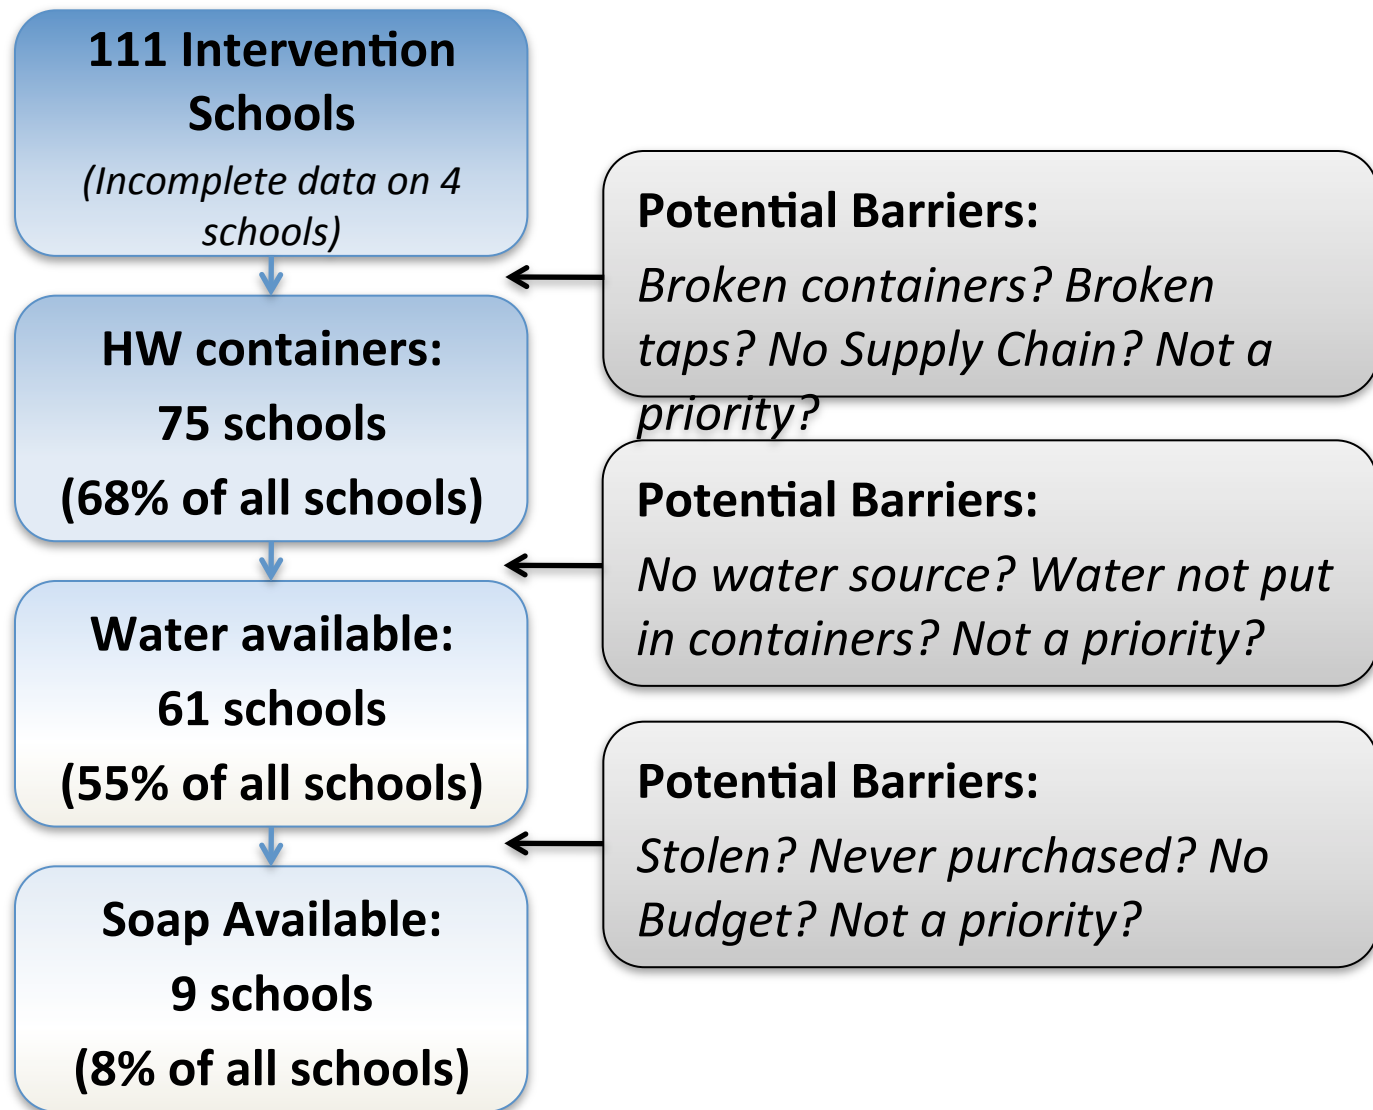 111 Intervention
Schools
(Incomplete data on 4
schools)
Potential Barriers:
Broken containers? Broken
taps? No Supply Chain? Not a
priority?
HW containers:
75 schools
(68% of all schools)
Potential Barriers:
No water source? Water not put
in containers? Not a priority?
Water available:
61 schools
(55% of all schools)
Potential Barriers:
Stolen? Never purchased? No
Budget? Not a priority?
Soap Available:
9 schools
(8% of all schools)